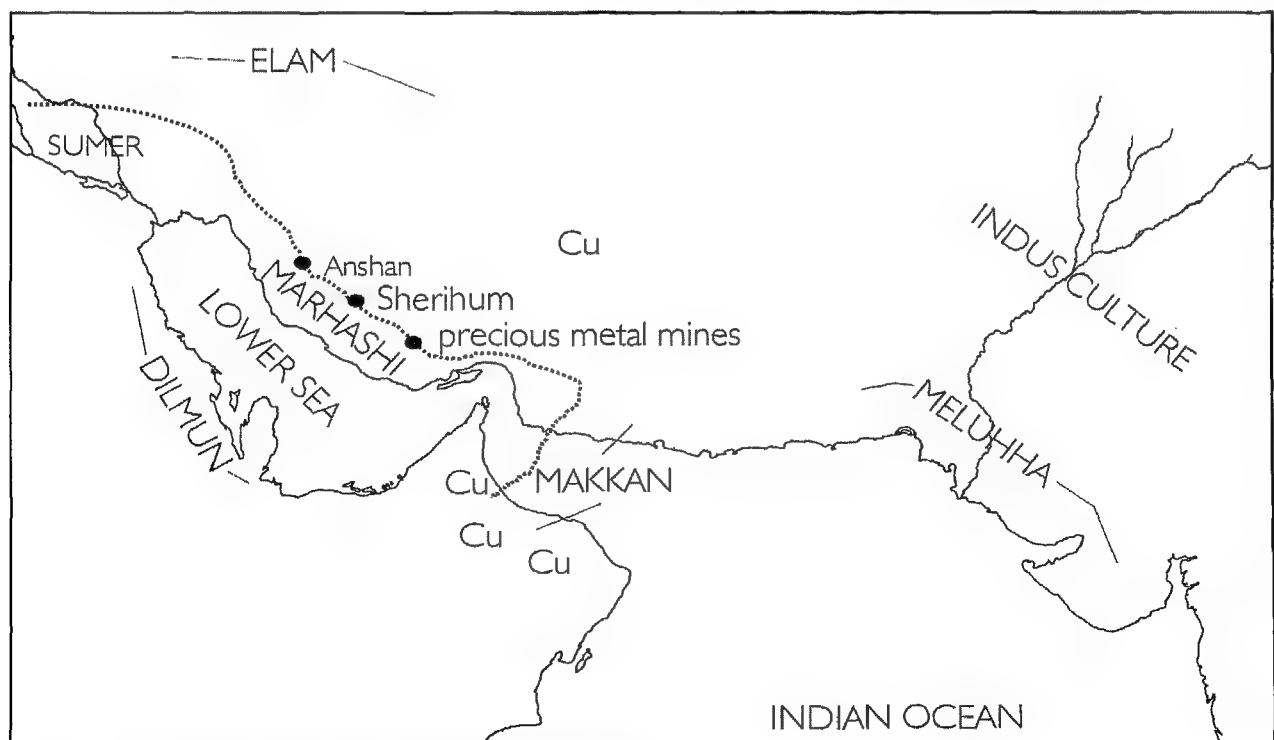 ELAM
SUMER
Cu
INDUS CULTURE
Anshan
Sherihum
MARHASHI
precious metal mines
LOWER SEA
DILMUN
MELUHHA
Cu
MAKKAN
Cu
Cu
INDIAN OCEAN